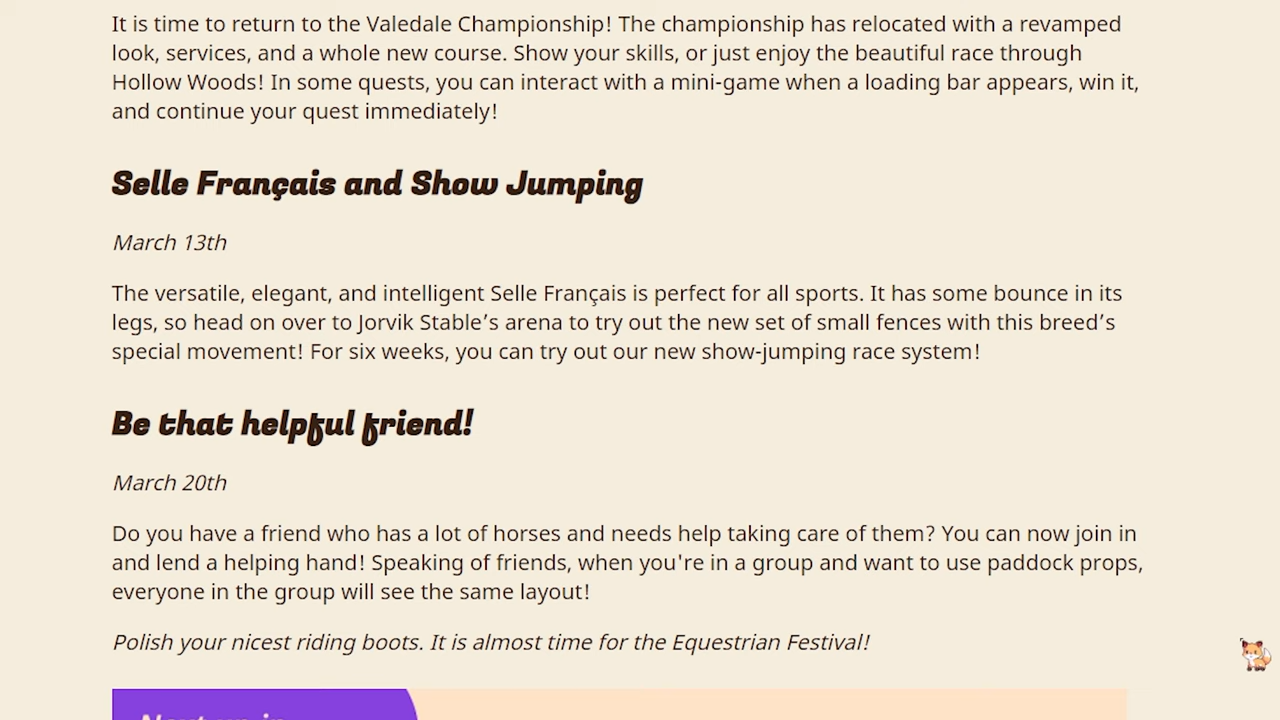 It is time to return to the Valedale Championship! The championship has relocated with a revamped
look, services, and a whole new course. Show your skills, or just enjoy the beautiful race through
Hollow Woods! In some quests, you can interact with a mini-game when a loading bar appears, win it,
and continue your quest immediately!
Selle Français and Show Jumping
March 13th
The versatile, elegant, and intelligent Selle Français is perfect for all sports. It has some bounce in its
legs, so head on over to Jorvik Stable’s arena to try out the new set of small fences with this breed’s
special movement! For six weeks, you can try out our new show-jumping race system!
Be that helpful friend!
March 20th
Do you have a friend who has a lot of horses and needs help taking care of them? You can now join in
and lend a helping hand! Speaking of friends, when you're in a group and want to use paddock props,
everyone in the group will see the same layout!
Polish your nicest riding boots. It is almost time for the Equestrian Festival!
Next up in